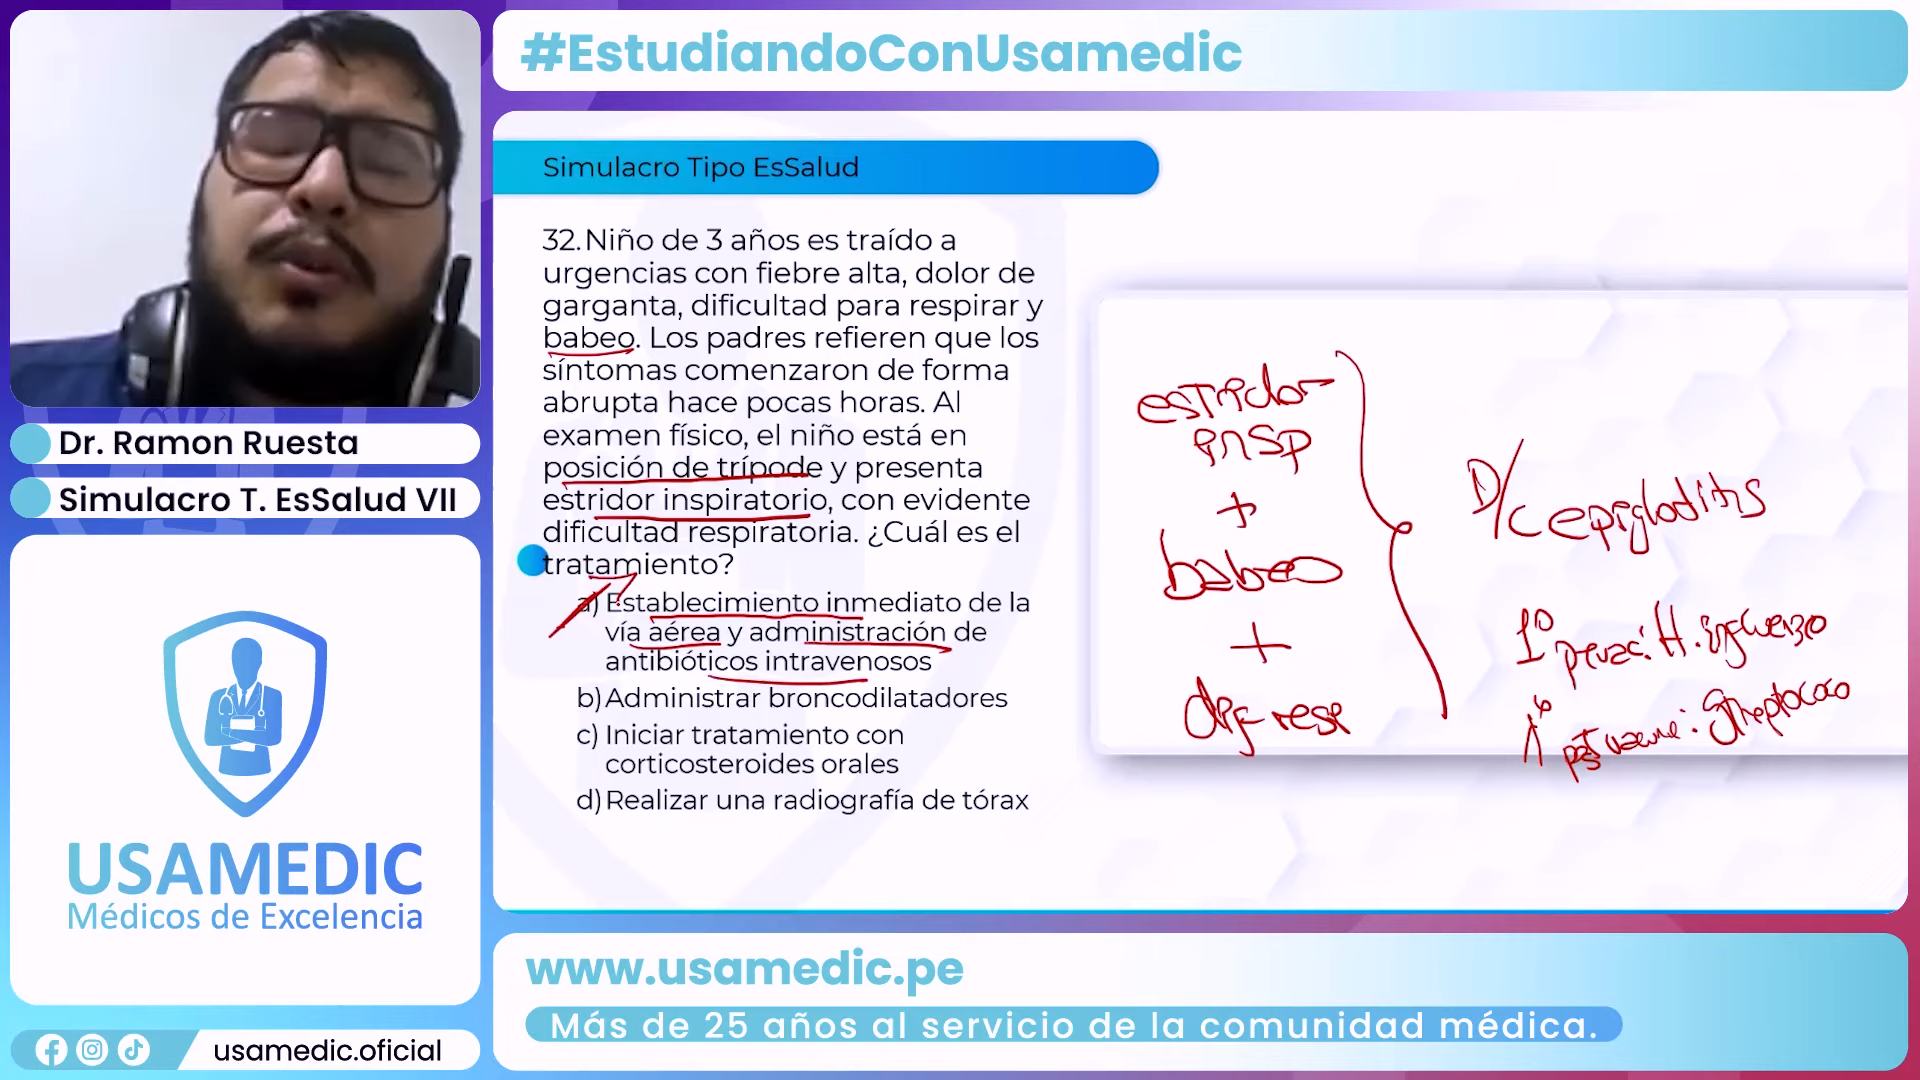 #EstudiandoConUsamedic
Simulacro Tipo EsSalud
32. Niño de 3 años es traído a
urgencias con fiebre alta, dolor de
garganta, dificultad para respirar y
babeo. Los padres refieren que los
síntomas comenzaron de forma
abrupta hace pocas horas. Al
examen físico, el niño está en
posición de trípode y presenta
estridor inspiratorio, con evidente
dificultad respiratoria. ¿Cuál es el
tratamiento?
a) Establecimiento inmediato de la
vía aérea y administración de
antibióticos intravenosos
b) Administrar broncodilatadores
c) Iniciar tratamiento con
corticosteroides orales
d) Realizar una radiografía de tórax
estridor
insp
+
babeo
+
dif resp
D/c
Dr. Ramon Ruesta
Simulacro T. EsSalud VII
USAMEDIC
Médicos de Excelencia
usamedic.oficial
www.usamedic.pe
Más de 25 años al servicio de la comunidad médica.